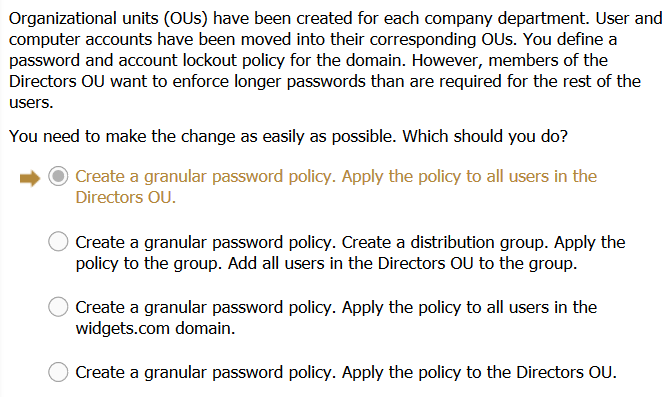 Organizational units (OUs) have been created for each company department. User and
computer accounts have been moved into their corresponding OUs. You define a
password and account lockout policy for the domain. However, members of the
Directors OU want to enforce longer passwords than are required for the rest of the
users.
You need to make the change as easily as possible. Which should you do?
Create a granular password policy. Apply the policy to all users in the
Directors OU.
Create a granular password policy. Create a distribution group. Apply the
policy to the group. Add all users in the Directors OU to the group.
Create a granular password policy. Apply the policy to all users in the
widgets.com domain.
Create a granular password policy. Apply the policy to the Directors OU.